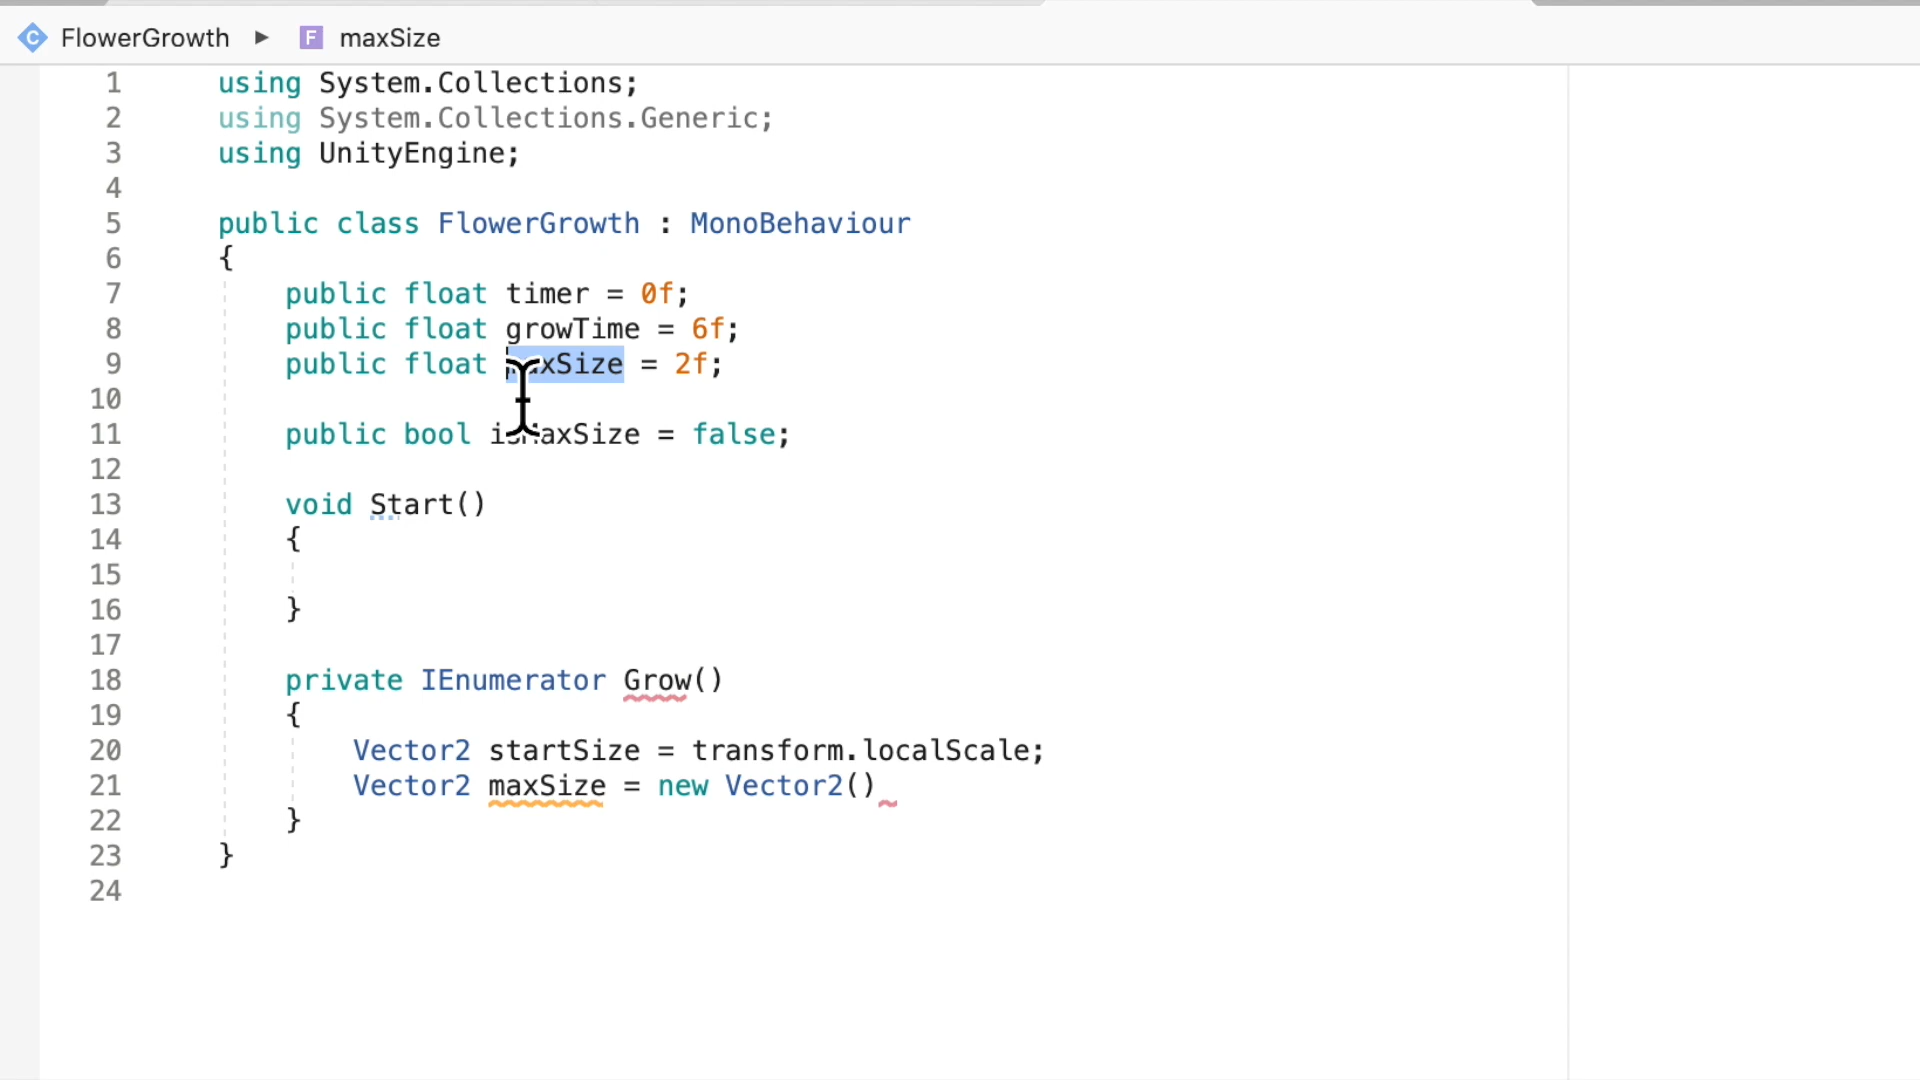 FlowerGrowth ▶ F maxSize
1 using System.Collections;
2 using System.Collections.Generic;
3 using UnityEngine;
4
5 public class FlowerGrowth : MonoBehaviour
6 {
7 public float timer = 0f;
8 public float growTime = 6f;
9 public float maxSize = 2f;
10
11 public bool isMaxSize = false;
12
13 void Start()
14 {
15
16 }
17
18 private IEnumerator Grow()
19 {
20 Vector2 startSize = transform.localScale;
21 Vector2 maxSize = new Vector2()
22 }
23 }
24